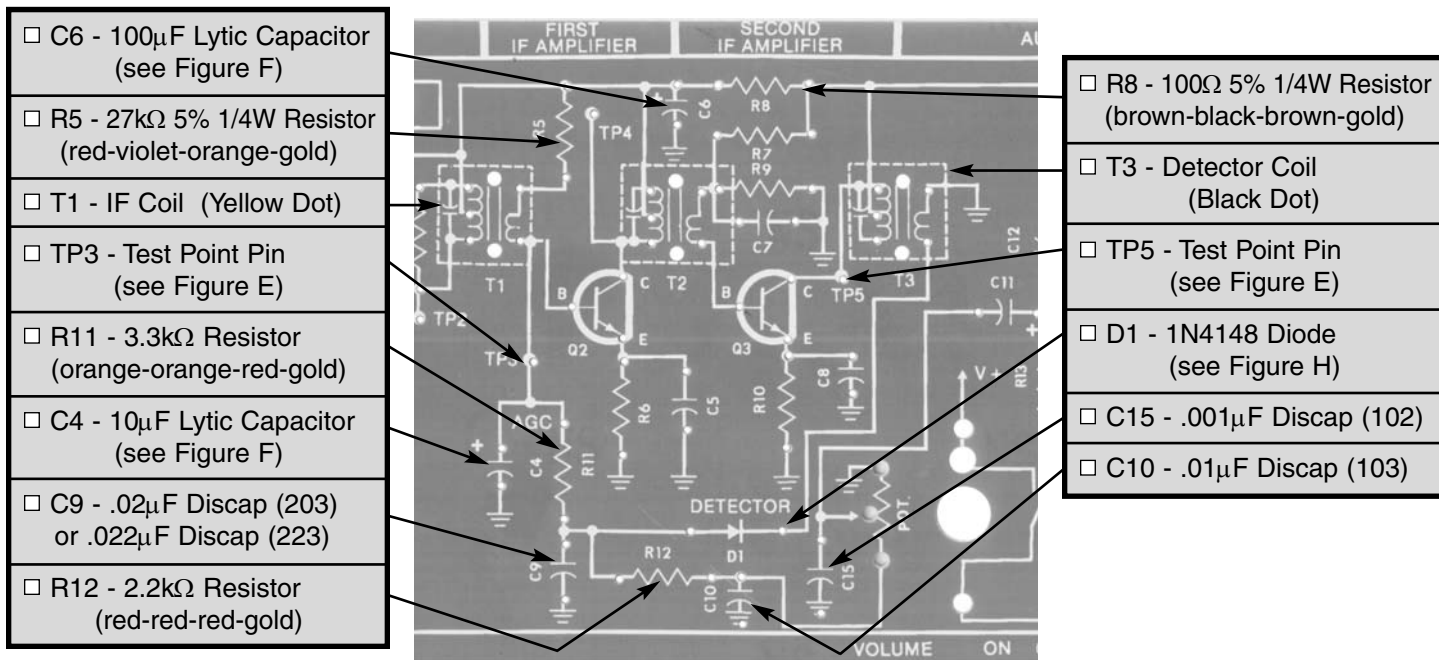 □ C6 - 100μF Lytic Capacitor
(see Figure F)
□ R5 - 27kΩ 5% 1/4W Resistor
(red-violet-orange-gold)
□ T1 - IF Coil (Yellow Dot)
□ TP3 - Test Point Pin
(see Figure E)
□ R11 - 3.3kΩ Resistor
(orange-orange-red-gold)
□ C4 - 10μF Lytic Capacitor
(see Figure F)
□ C9 - .02μF Discap (203)
or .022μF Discap (223)
□ R12 - 2.2kΩ Resistor
(red-red-red-gold)
FIRST
IF AMPLIFIER
SECOND
IF AMPLIFIER
AU
R5
TP4
C6
R8
R7
R9
C7
T1
T2
T3
TP5
C12
C11
+
TP2
B
C
E
Q2
B
C
E
Q3
TP3
R6
C5
R10
C8
R13
V +
AGC
+
C4
R11
DETECTOR
D1
POT.
C9
R12
C10
C15
VOLUME
ON
□ R8 - 100Ω 5% 1/4W Resistor
(brown-black-brown-gold)
□ T3 - Detector Coil
(Black Dot)
□ TP5 - Test Point Pin
(see Figure E)
□ D1 - 1N4148 Diode
(see Figure H)
□ C15 - .001μF Discap (102)
□ C10 - .01μF Discap (103)